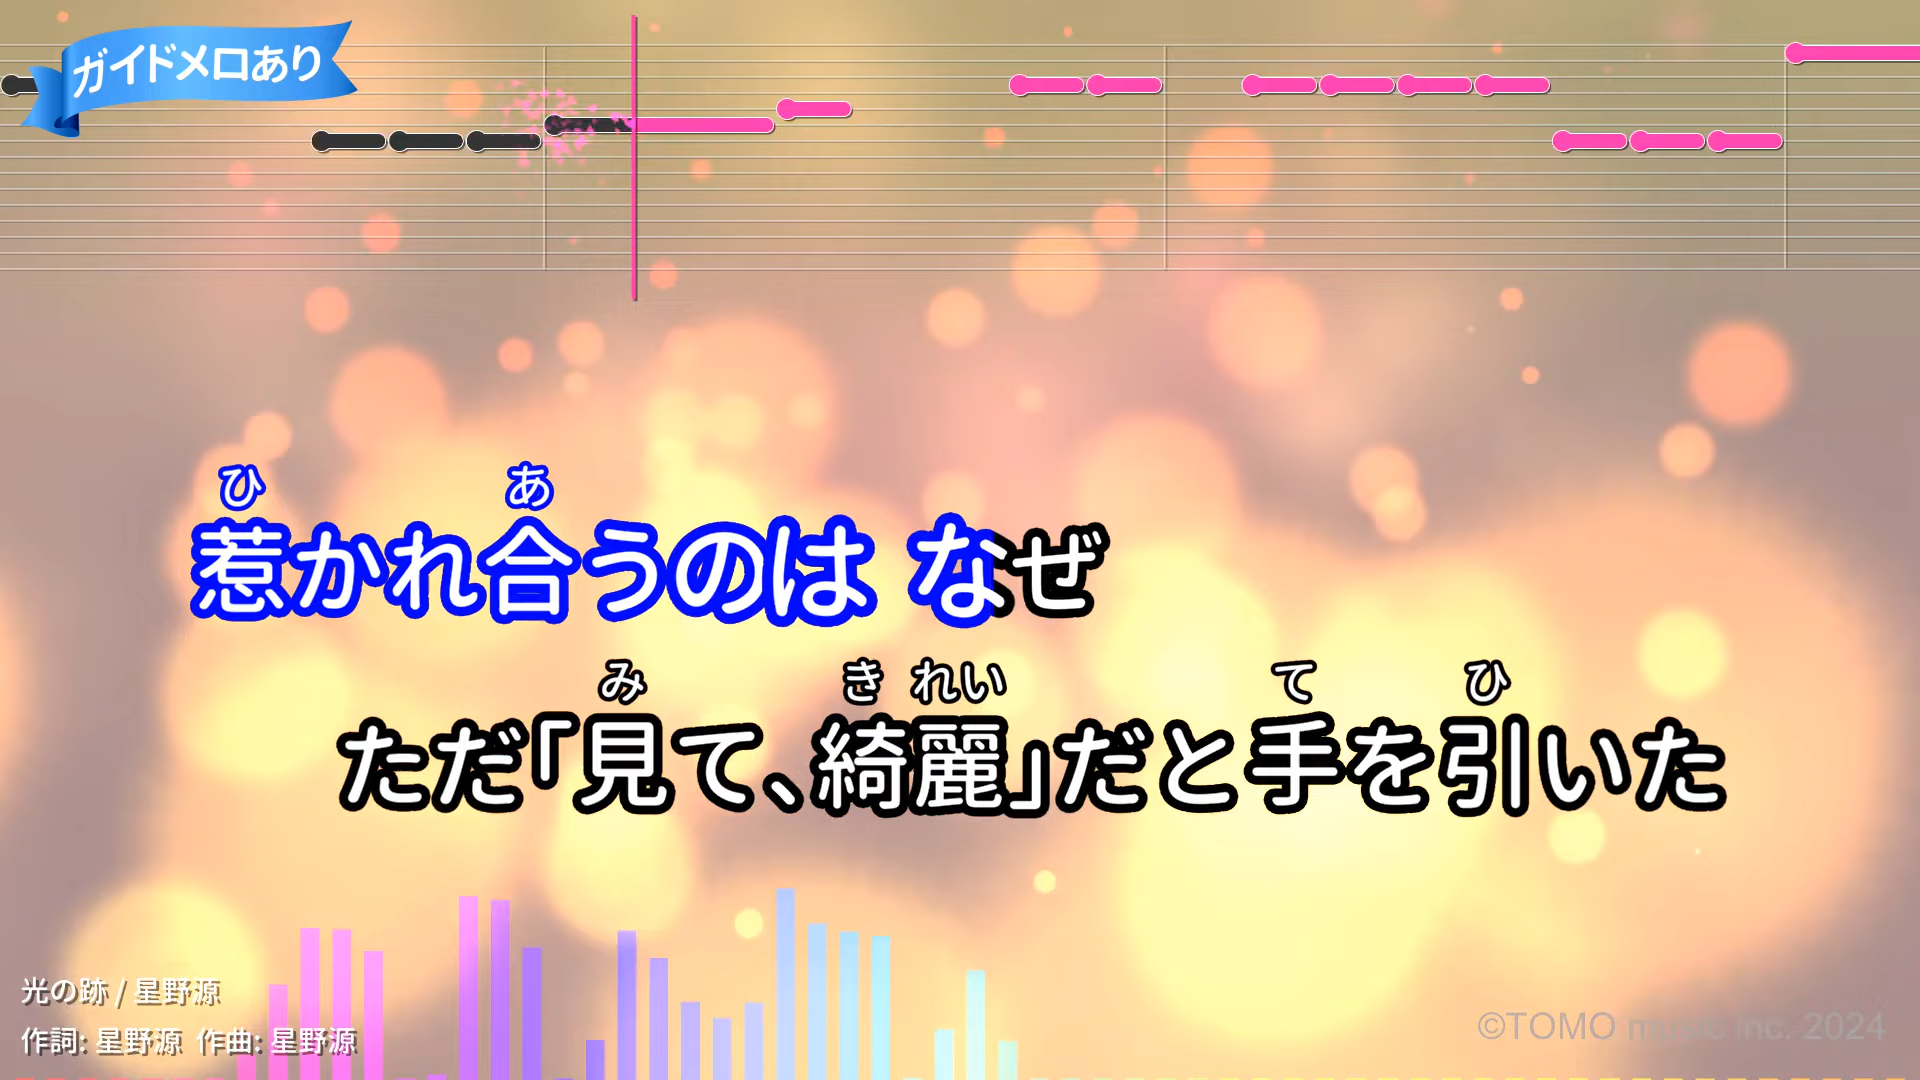 ガイドメロあり
ひ あ
惹かれ合うのは なぜ
み き れい て ひ
ただ「見て、綺麗」だと手を引いた
光の跡 / 星野源
作詞: 星野源 作曲: 星野源
©TOMO music inc. 2024